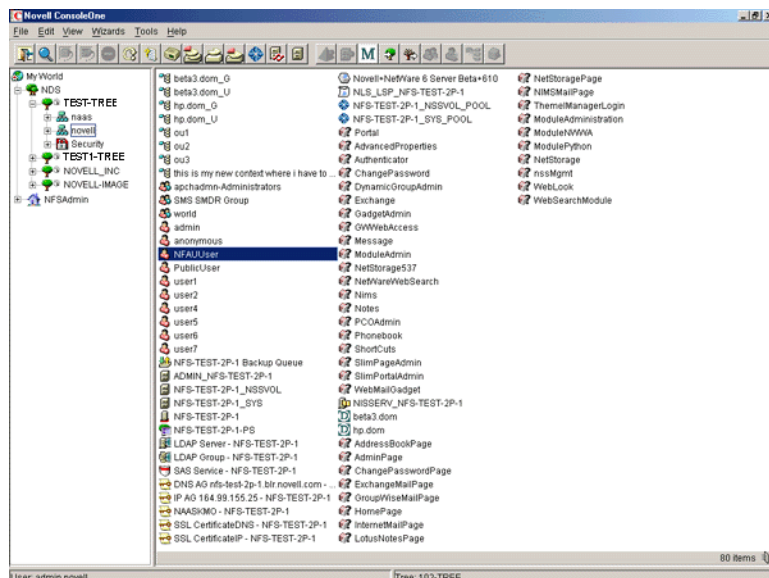 Novell ConsoleOne
File Edit View Wizards Tools Help
My World
NDS
TEST-TREE
naas
novell
Security
TEST1-TREE
NOVELL_INC
NOVELL-IMAGE
NFSAdmin
beta3.dom_G
beta3.dom_U
hp.dom_G
hp.dom_U
ou1
ou2
ou3
this is my new context where i have to ...
apchadmn-Administrators
SMS SMDR Group
world
admin
anonymous
NFAUUser
PublicUser
user1
user2
user4
user5
user6
user7
NFS-TEST-2P-1 Backup Queue
ADMIN_NFS-TEST-2P-1
NFS-TEST-2P-1_NSSVOL
NFS-TEST-2P-1_SYS
NFS-TEST-2P-1
NFS-TEST-2P-1-PS
LDAP Server - NFS-TEST-2P-1
LDAP Group - NFS-TEST-2P-1
SAS Service - NFS-TEST-2P-1
DNS AG nfs-test-2p-1.blr.novell.com - ...
IP AG 164.99.155.25 - NFS-TEST-2P-1
NAASKMO - NFS-TEST-2P-1
SSL CertificateDNS - NFS-TEST-2P-1
SSL CertificateIP - NFS-TEST-2P-1
Novell+NetWare 6 Server Beta+610
NLS_LSP_NFS-TEST-2P-1
NFS-TEST-2P-1_NSSVOL_POOL
NFS-TEST-2P-1_SYS_POOL
Portal
AdvancedProperties
Authenticator
ChangePassword
DynamicGroupAdmin
Exchange
GadgetAdmin
GWWebAccess
Message
ModuleAdmin
NetStorage537
NetWareWebSearch
Nims
Notes
PCOAdmin
Phonebook
ShortCuts
SlimPageAdmin
SlimPortalAdmin
WebMailGadget
NISSERV_NFS-TEST-2P-1
beta3.dom
hp.dom
AddressBookPage
AdminPage
ChangePasswordPage
ExchangeMailPage
GroupWiseMailPage
HomePage
InternetMailPage
LotusNotesPage
NetStoragePage
NIMSMailPage
ThemelManagerLogin
ModuleAdministration
ModuleNWWA
ModulePython
NetStorage
nssMgmt
WebLook
WebSearchModule
80 items
User: admin.novell
Tree: 102-TREE